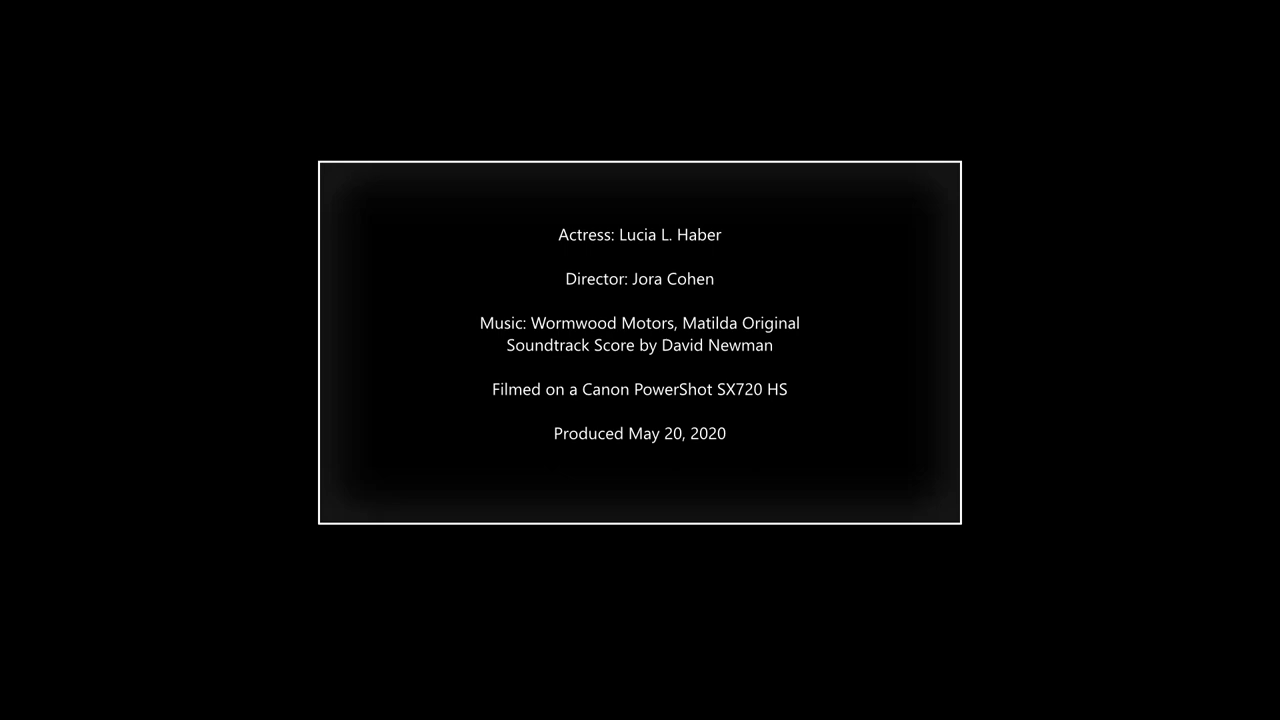 Actress: Lucia L. Haber
Director: Jora Cohen
Music: Wormwood Motors, Matilda Original
Soundtrack Score by David Newman
Filmed on a Canon PowerShot SX720 HS
Produced May 20, 2020